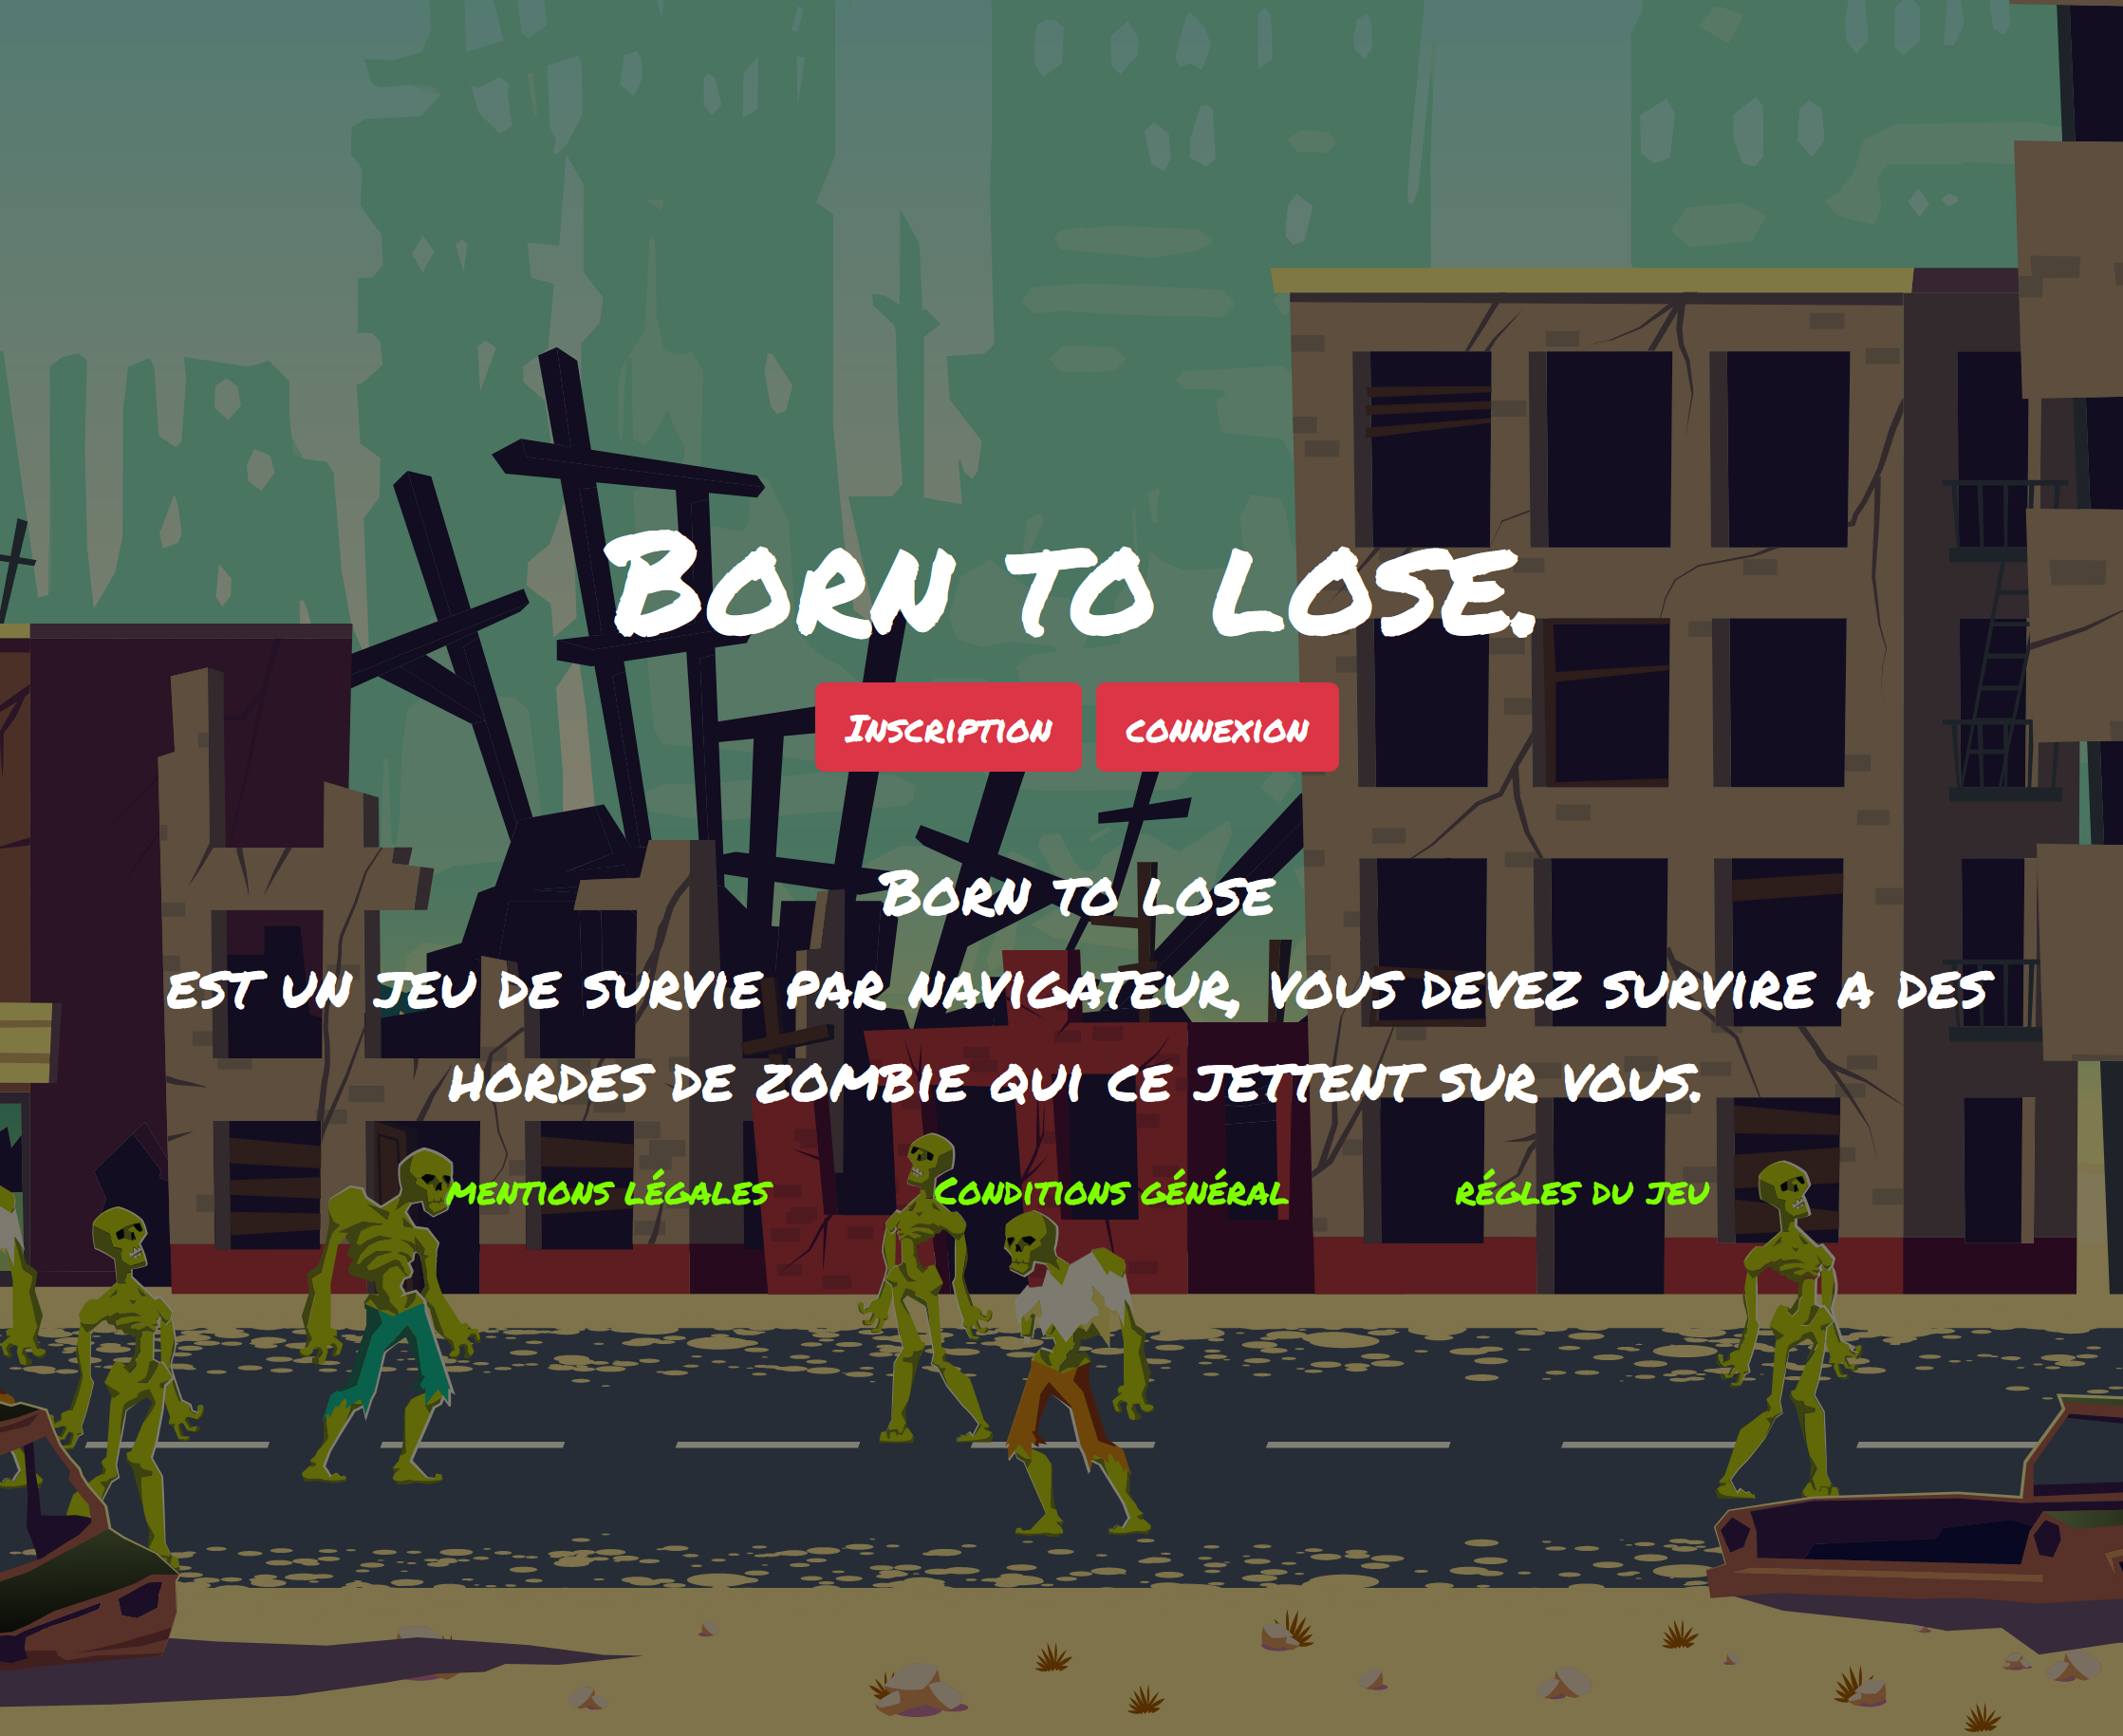 Born to lose.
Inscription connexion
Born to lose
est un jeu de survie par navigateur, vous devez survire a des
hordes de zombie qui ce jettent sur vous.
mentions légales Conditions général régles du jeu